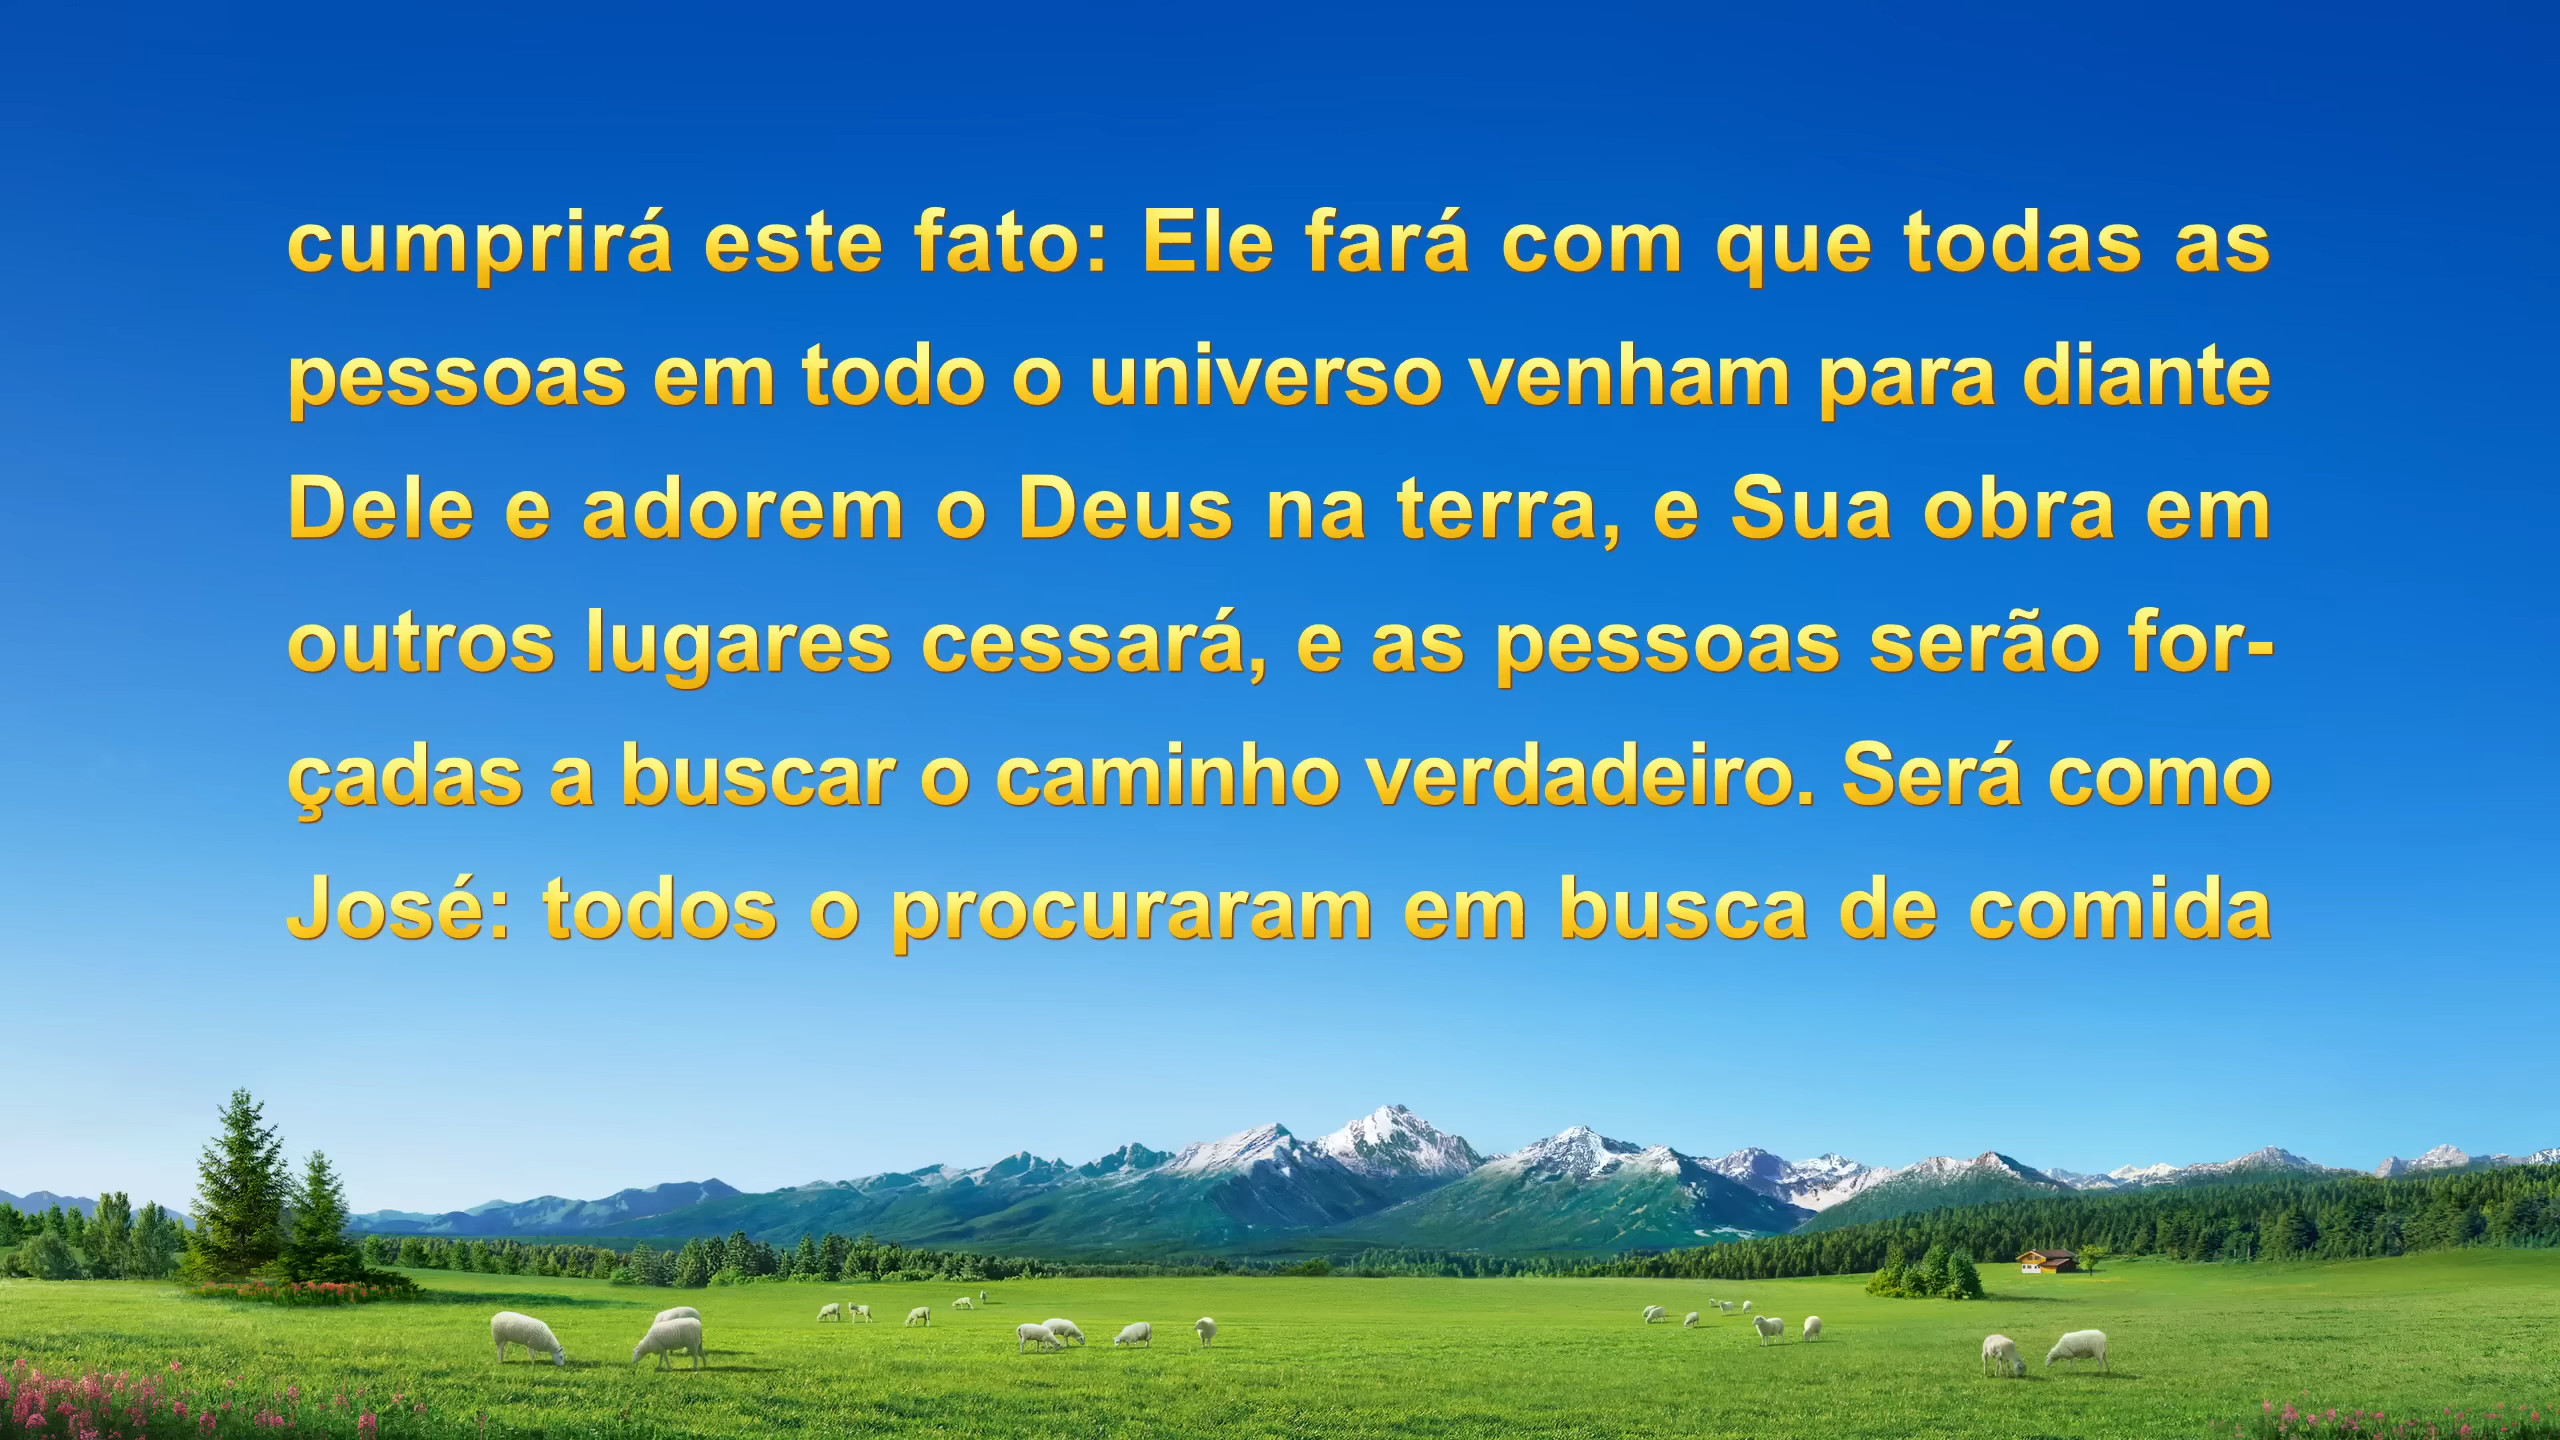 cumprirá este fato: Ele fará com que todas as
pessoas em todo o universo venham para diante
Dele e adorem o Deus na terra, e Sua obra em
outros lugares cessará, e as pessoas serão for-
çadas a buscar o caminho verdadeiro. Será como
José: todos o procuraram em busca de comida